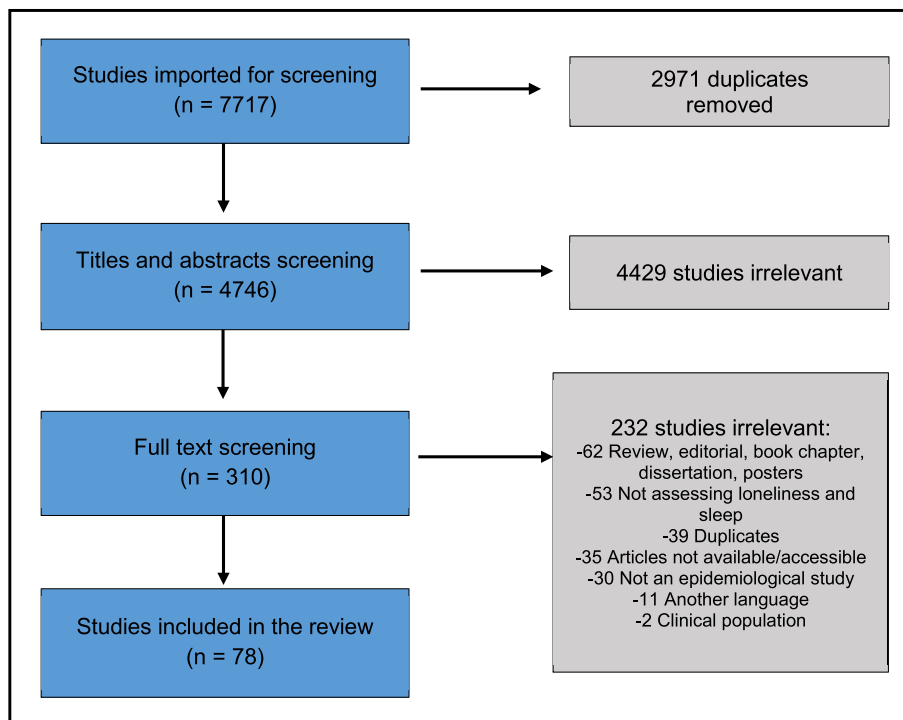 Studies imported for screening
(n = 7717)
2971 duplicates
removed
Titles and abstracts screening
(n = 4746)
4429 studies irrelevant
Full text screening
(n = 310)
232 studies irrelevant:
-62 Review, editorial, book chapter,
dissertation, posters
-53 Not assessing loneliness and
sleep
-39 Duplicates
-35 Articles not available/accessible
-30 Not an epidemiological study
-11 Another language
-2 Clinical population
Studies included in the review
(n = 78)